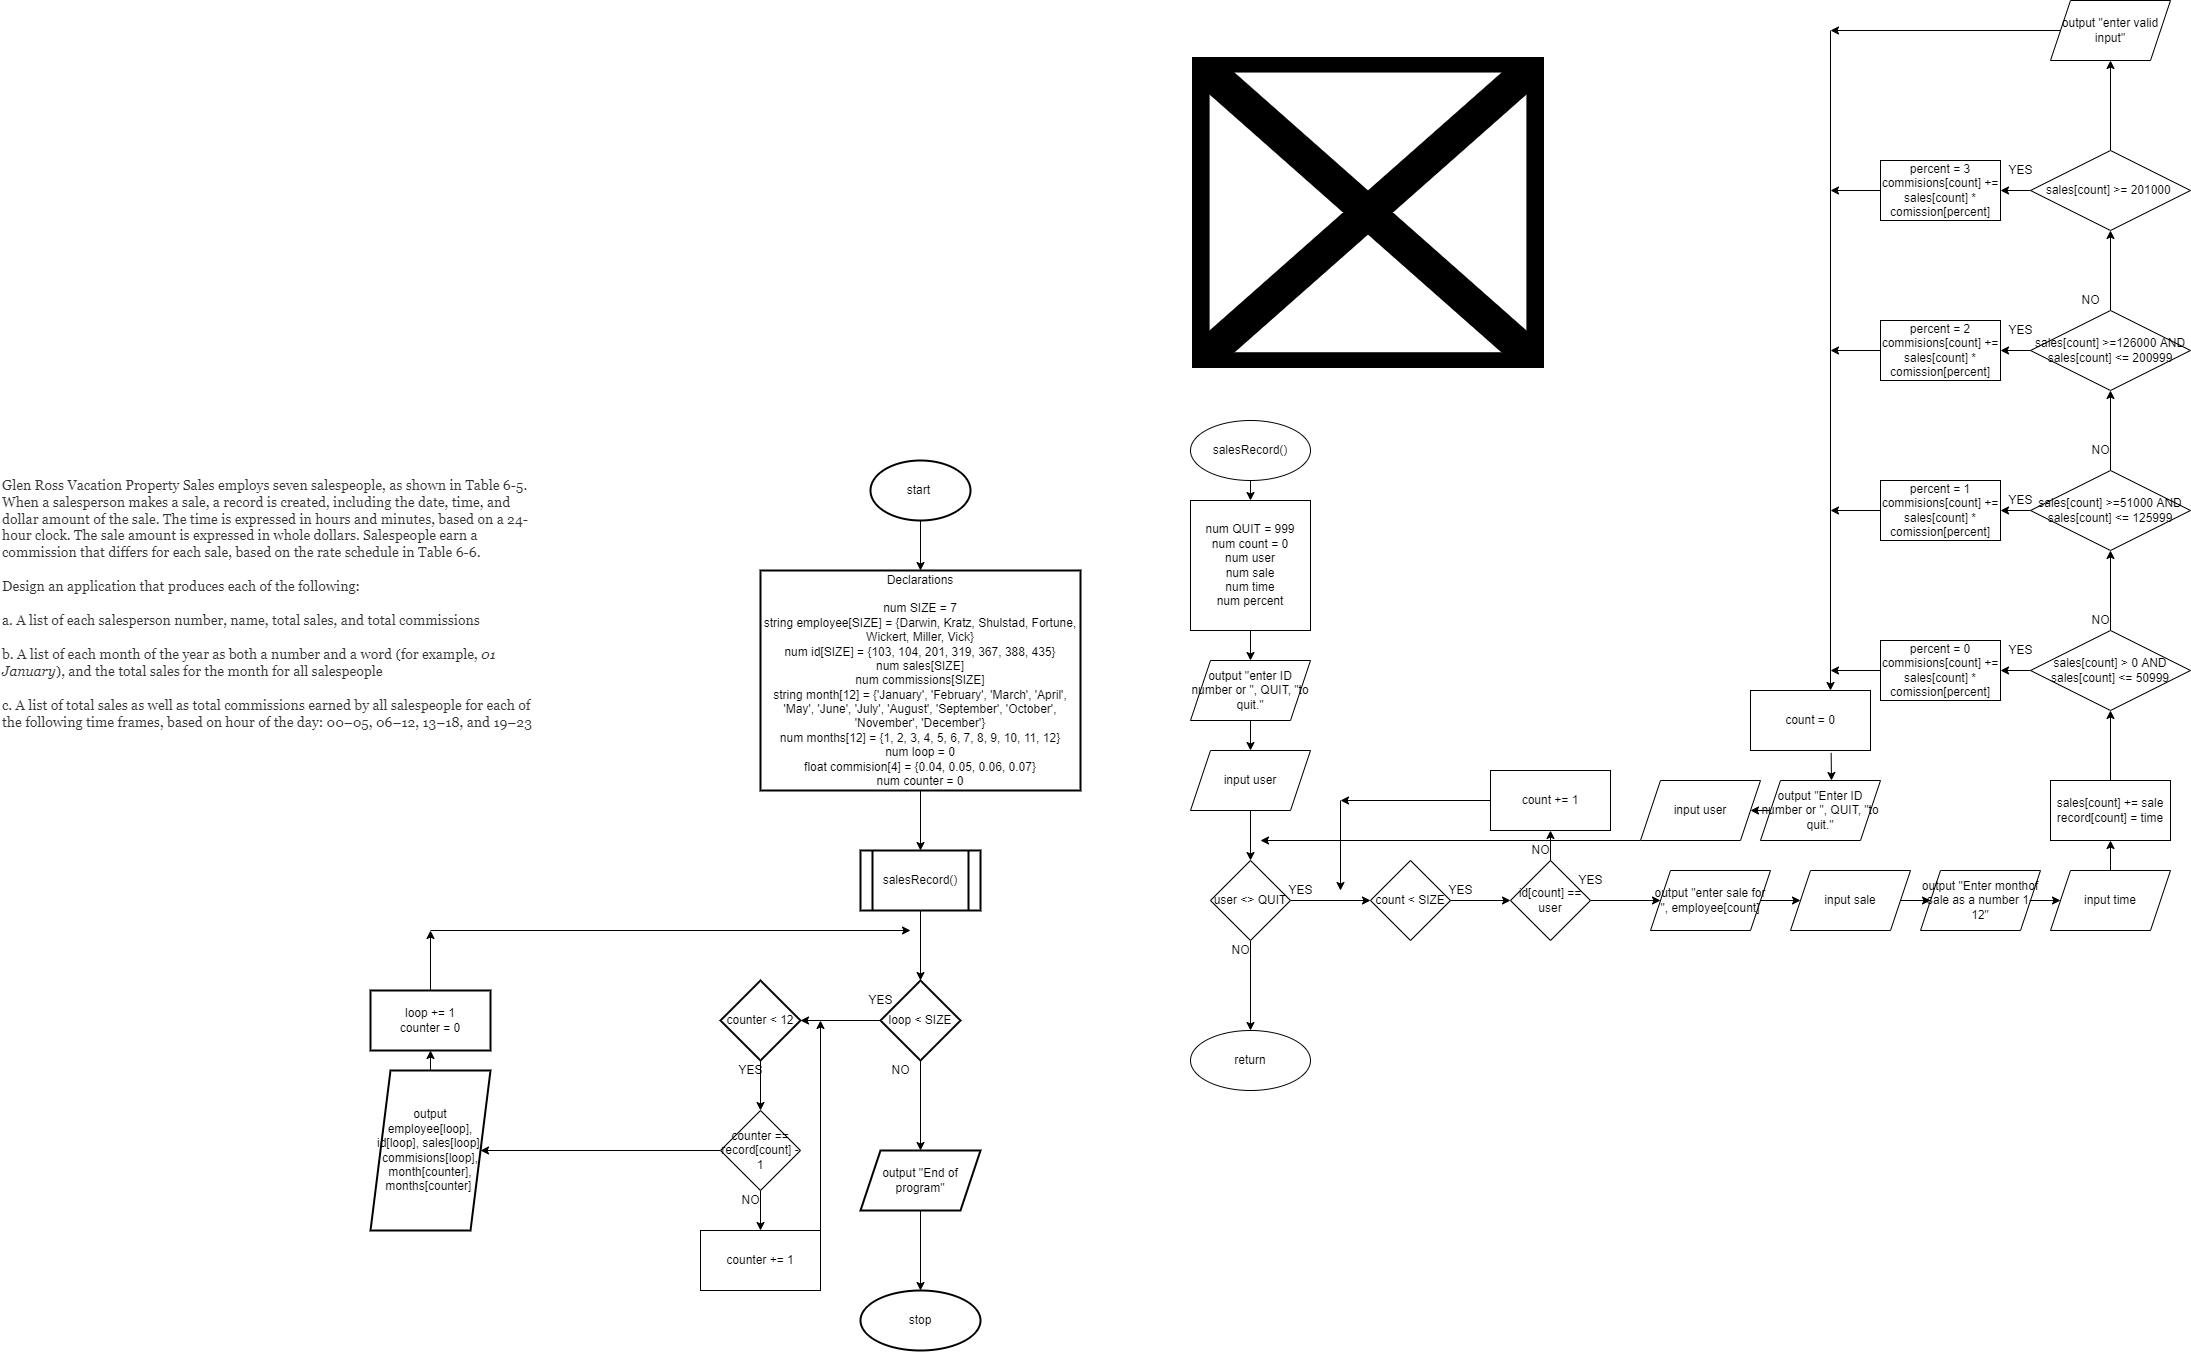 Glen Ross Vacation Property Sales employs seven salespeople, as shown in Table 6-5.
When a salesperson makes a sale, a record is created, including the date, time, and
dollar amount of the sale. The time is expressed in hours and minutes, based on a 24-
hour clock. The sale amount is expressed in whole dollars. Salespeople earn a
commission that differs for each sale, based on the rate schedule in Table 6-6.
Design an application that produces each of the following:
a. A list of each salesperson number, name, total sales, and total commissions
b. A list of each month of the year as both a number and a word (for example, 01
January), and the total sales for the month for all salespeople
c. A list of total sales as well as total commissions earned by all salespeople for each of
the following time frames, based on hour of the day: 00–05, 06–12, 13–18, and 19–23
start
Declarations
num SIZE = 7
string employee[SIZE] = {Darwin, Kratz, Shulstad, Fortune,
Wickert, Miller, Vick}
num id[SIZE] = {103, 104, 201, 319, 367, 388, 435}
num sales[SIZE]
num commissions[SIZE]
string month[12] = {'January', 'February', 'March', 'April',
'May', 'June', 'July', 'August', 'September', 'October',
'November', 'December'}
num months[12] = {1, 2, 3, 4, 5, 6, 7, 8, 9, 10, 11, 12}
num loop = 0
float commision[4] = {0.04, 0.05, 0.06, 0.07}
num counter = 0
salesRecord()
loop < SIZE
YES
NO
counter < 12
YES
counter ==
record[count] -
1
NO
counter += 1
output
employee[loop],
id[loop], sales[loop],
commisions[loop],
month[counter],
months[counter]
loop += 1
counter = 0
output "End of
program"
stop
salesRecord()
num QUIT = 999
num count = 0
num user
num sale
num time
num percent
output "enter ID
number or ", QUIT, "to
quit."
input user
user <> QUIT
YES
NO
return
count < SIZE
YES
id[count] ==
user
NO
YES
count += 1
output "enter sale for
", employee[count]
input sale
output "Enter monthof
sale as a number 1-
12"
input time
sales[count] += sale
record[count] = time
sales[count] > 0 AND
sales[count] <= 50999
YES
percent = 0
commisions[count] +=
sales[count] *
comission[percent]
NO
sales[count] >=51000 AND
sales[count] <= 125999
YES
percent = 1
commisions[count] +=
sales[count] *
comission[percent]
NO
sales[count] >=126000 AND
sales[count] <= 200999
YES
percent = 2
commisions[count] +=
sales[count] *
comission[percent]
NO
sales[count] >= 201000
YES
percent = 3
commisions[count] +=
sales[count] *
comission[percent]
output "enter valid
input"
count = 0
output "Enter ID
number or ", QUIT, "to
quit."
input user